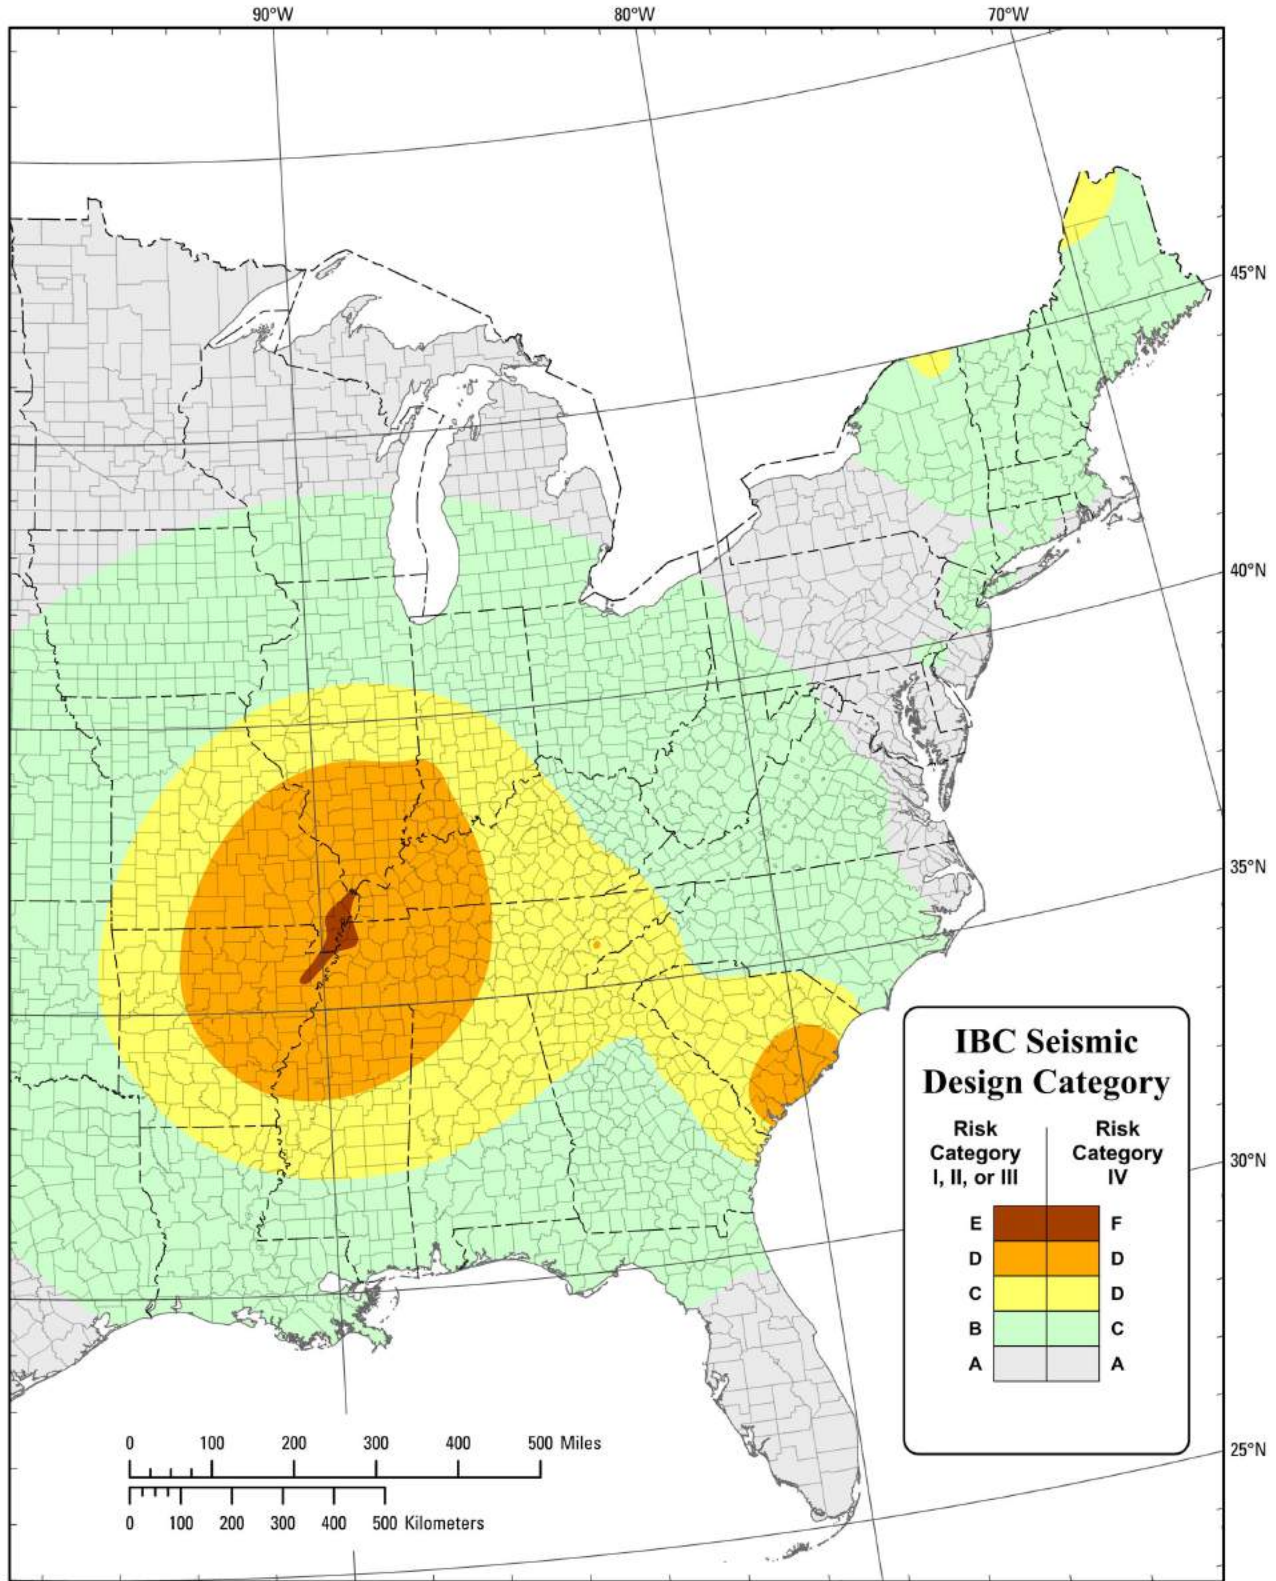 90°W 80°W 70°W
45°N
40°N
35°N
30°N
25°N
IBC Seismic
Design Category
Risk Risk
Category Category
I, II, or III IV
E F
D D
C D
B C
A A
0 100 200 300 400 500 Miles
0 100 200 300 400 500 Kilometers